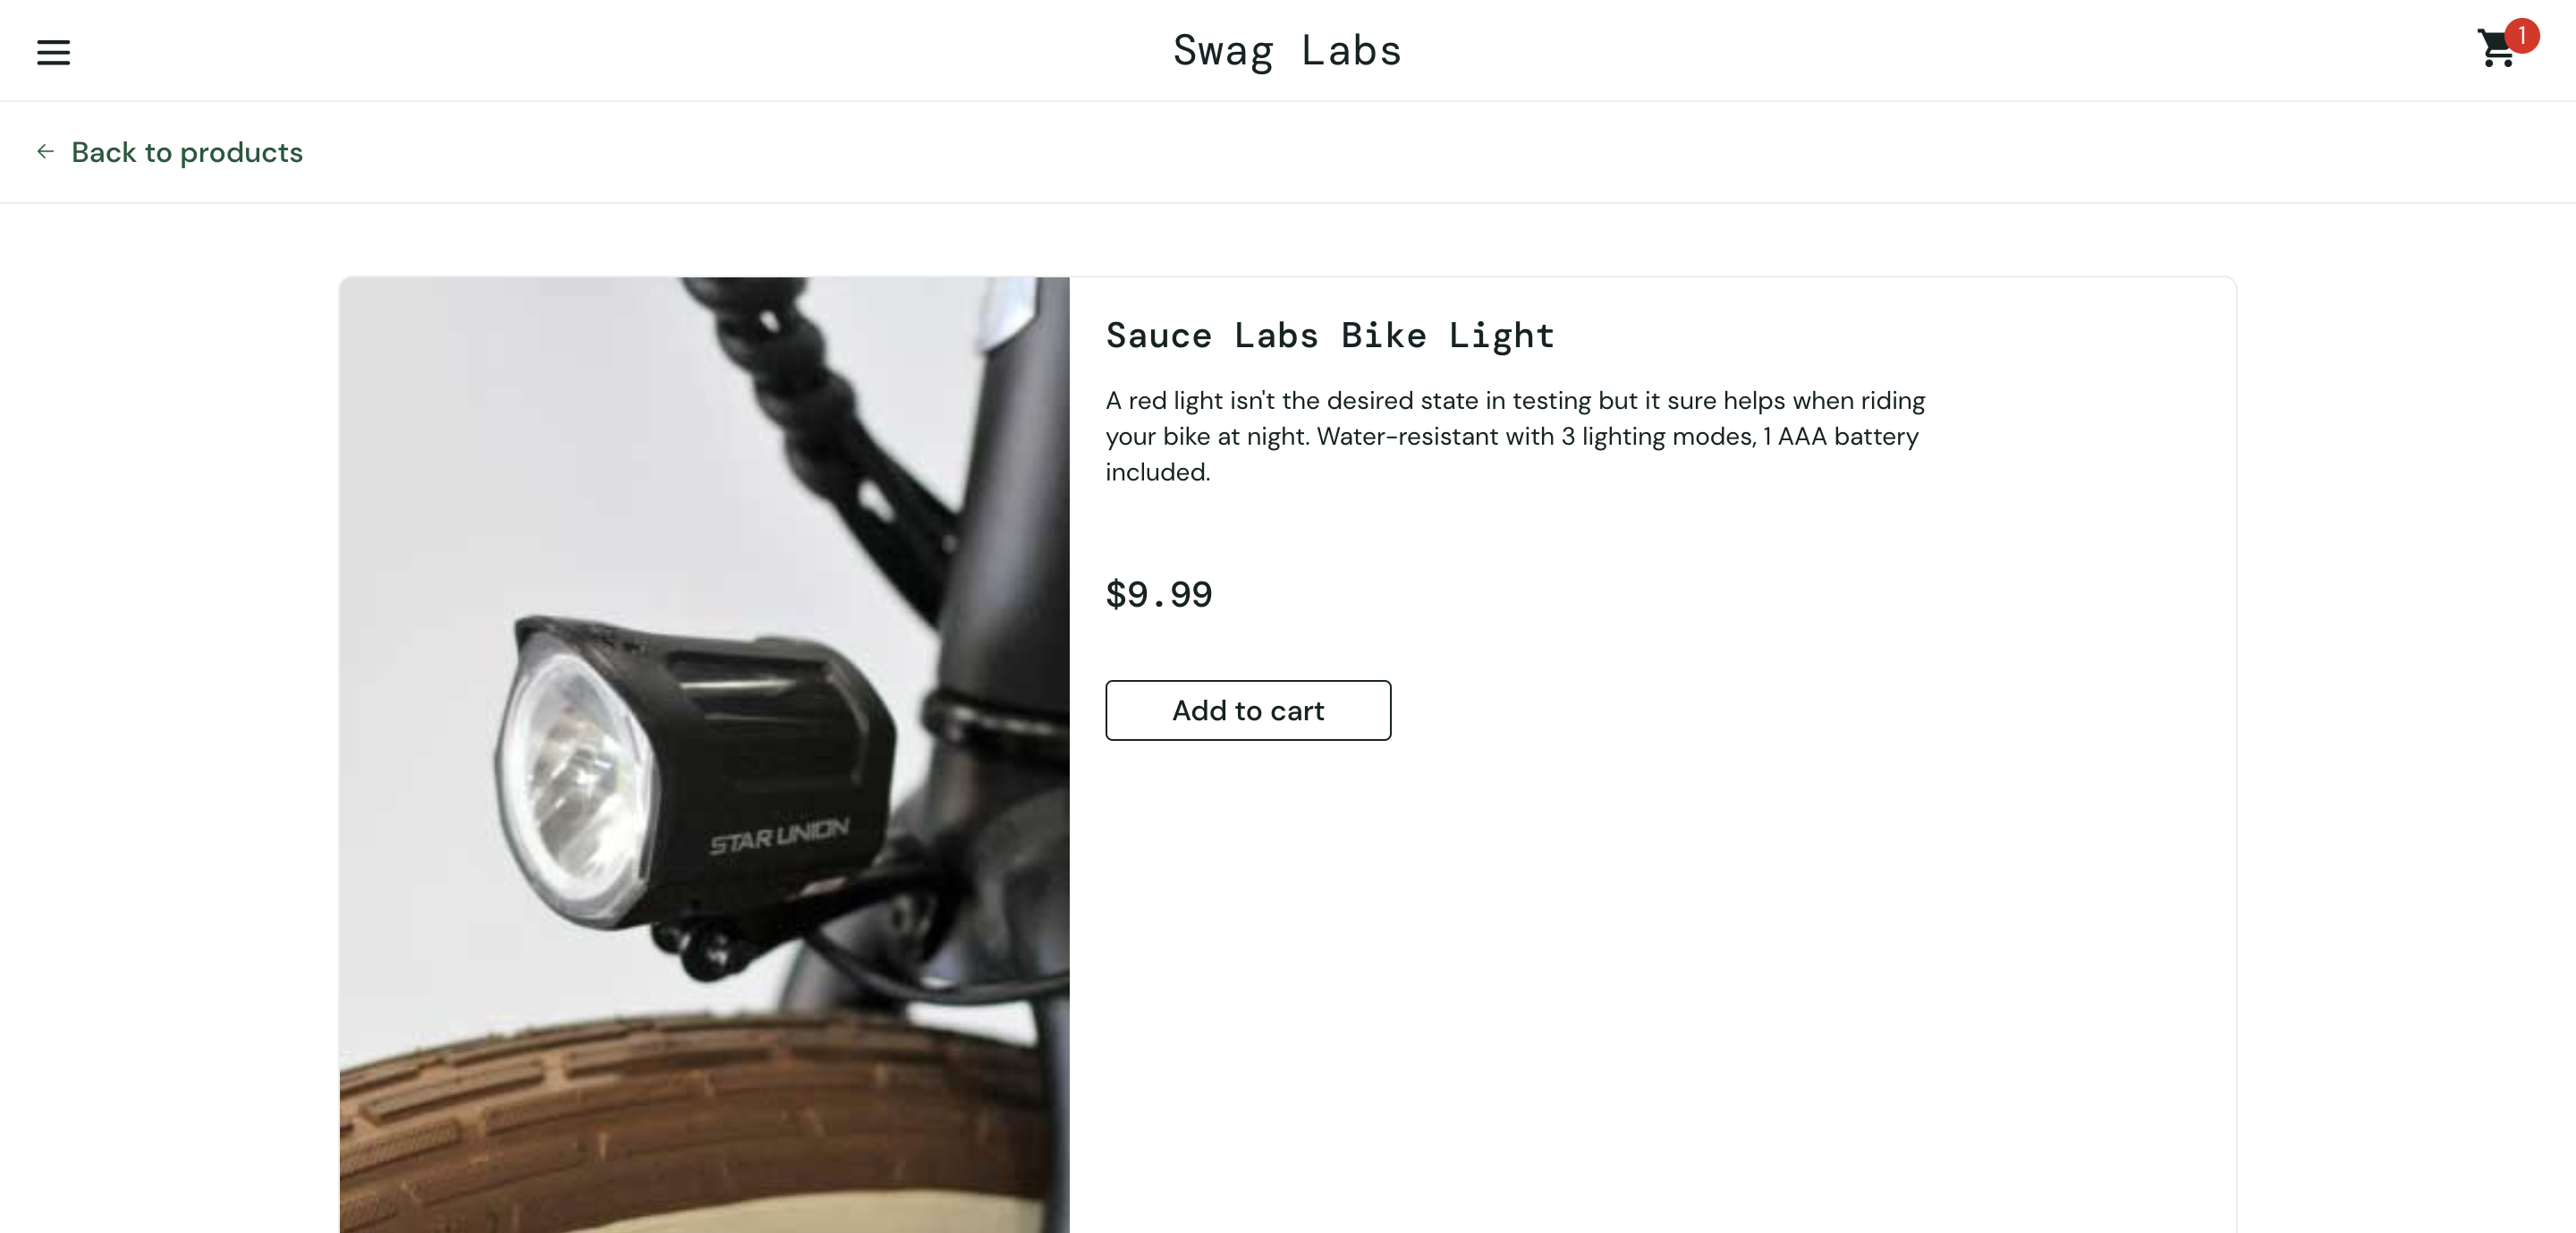 Swag Labs
1
Back to products
Sauce Labs Bike Light
A red light isn't the desired state in testing but it sure helps when riding
your bike at night. Water-resistant with 3 lighting modes, 1 AAA battery
included.
$9.99
Add to cart
STAR UNION